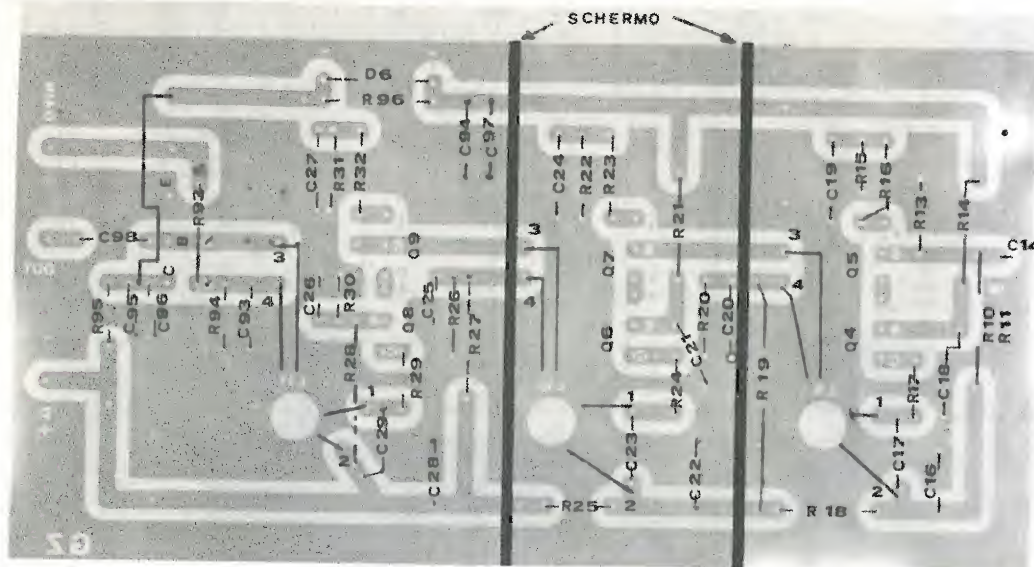 SCHERMO
D6
R96
C94
C97
C27
R31
R32
C24
R22
R23
C19
R15
R16
E
R93
R21
R13
R14
C98
B
3
Q9
3
Q7
3
Q5
C14
C
4
R95
C95
C96
R94
C93
C26
R30
Q8
C25
R26
R27
4
Q6
C21
R20
C20
4
R19
Q4
R10
R11
R28
R29
1
2
C29
C28
R24
1
C23
2
R25
C22
1
R17
C18
C17
2
C16
R18
G2